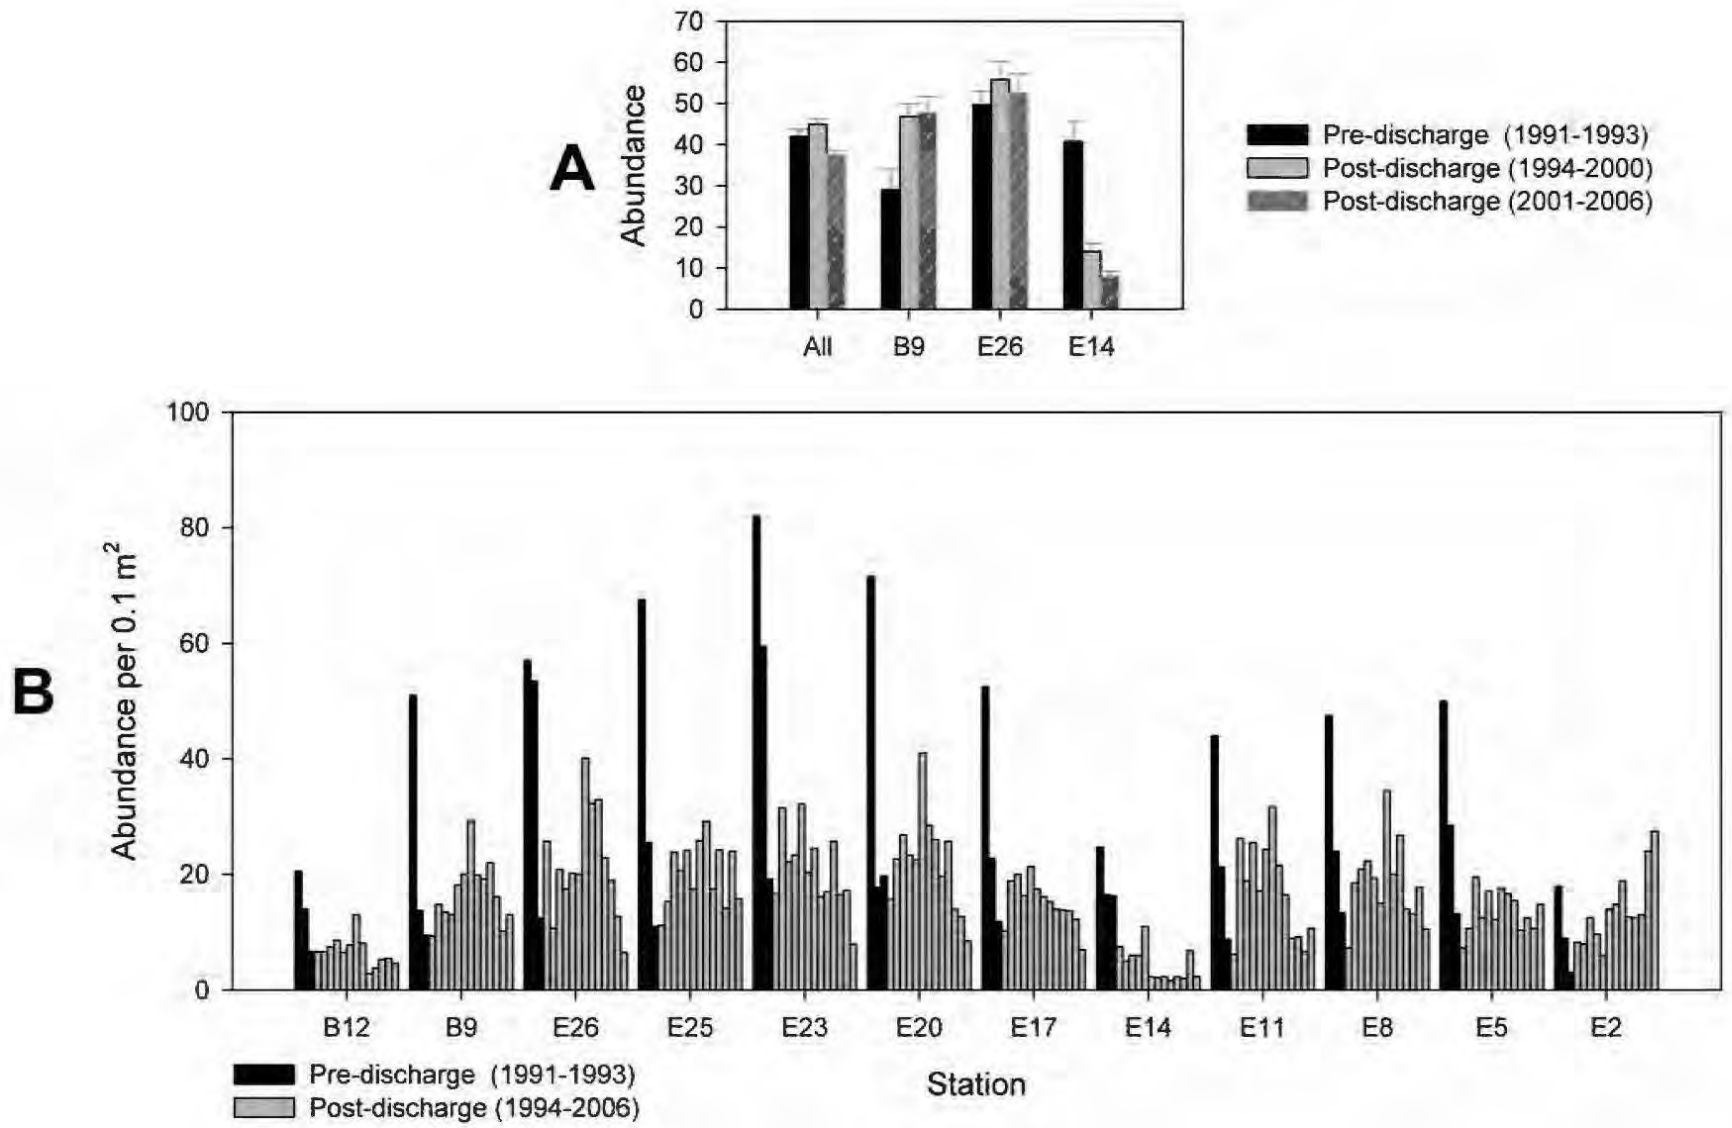 A
Abundance
70
60
50
40
30
20
10
0
All B9 E26 E14
Pre-discharge (1991-1993)
Post-discharge (1994-2000)
Post-discharge (2001-2006)
B
Abundance per 0.1 m²
100
80
60
40
20
0
B12 B9 E26 E25 E23 E20 E17 E14 E11 E8 E5 E2
Station
Pre-discharge (1991-1993)
Post-discharge (1994-2006)